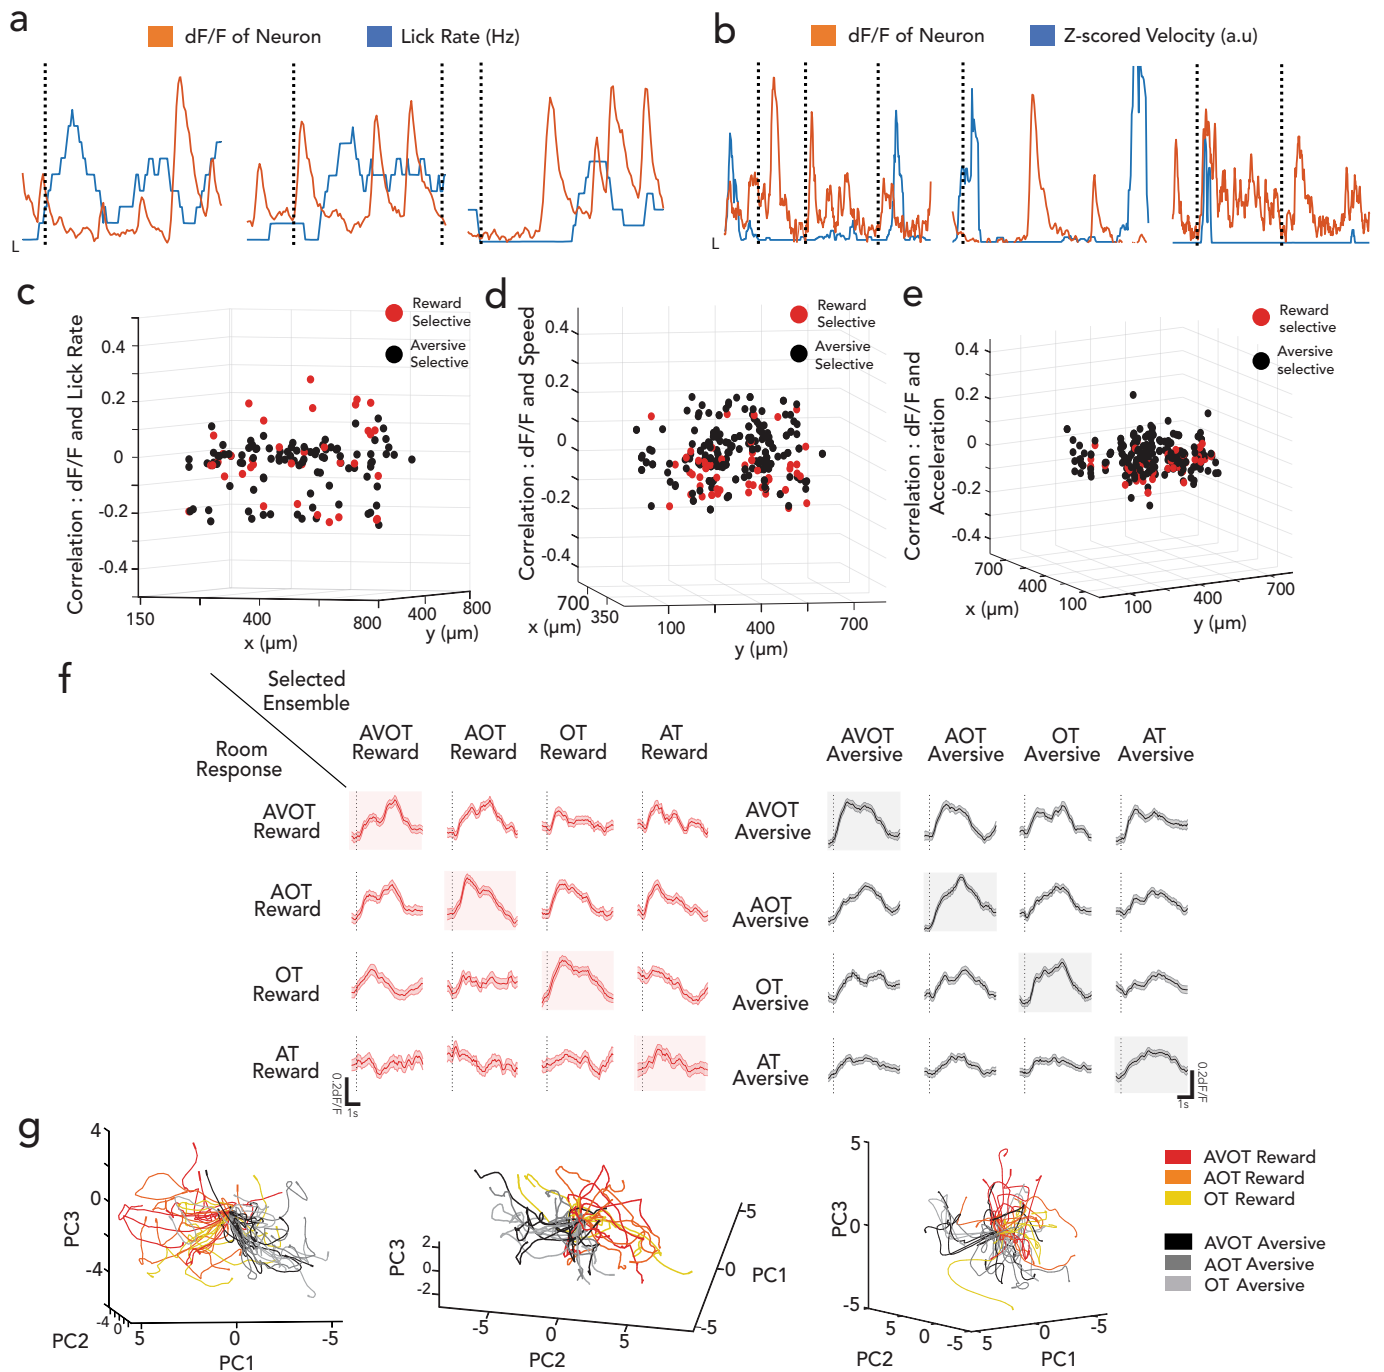 a
dF/F of Neuron
Lick Rate (Hz)
L
b
dF/F of Neuron
Z-scored Velocity (a.u)
L
c
Reward
Selective
Aversive
Selective
Correlation : dF/F and Lick Rate
0.4
0.2
0
-0.2
-0.4
150
400
800
x (μm)
400
800
y (μm)
d
Reward
Selective
Aversive
Selective
Correlation : dF/F and Speed
0.4
0.2
0
-0.2
-0.4
700
350
x (μm)
100
400
700
y (μm)
e
Reward
selective
Aversive
selective
Correlation : dF/F and
Acceleration
0.4
0.2
0
-0.2
-0.4
700
400
100
x (μm)
100
400
700
y (μm)
f
Selected
Ensemble
Room
Response
AVOT
Reward
AOT
Reward
OT
Reward
AT
Reward
AVOT
Aversive
AOT
Aversive
OT
Aversive
AT
Aversive
AVOT
Reward
AVOT
Aversive
AOT
Reward
AOT
Aversive
OT
Reward
OT
Aversive
AT
Reward
AT
Aversive
0.2dF/F
1s
0.2dF/F
1s
g
4
0
-4
PC3
-4
0
5
0
-5
PC2
PC1
2
0
-2
PC3
-5
0
5
PC2
-5
0
-5
PC1
5
0
-5
PC3
5
0
-5
PC2
5
0
-5
PC1
AVOT Reward
AOT Reward
OT Reward
AVOT Aversive
AOT Aversive
OT Aversive